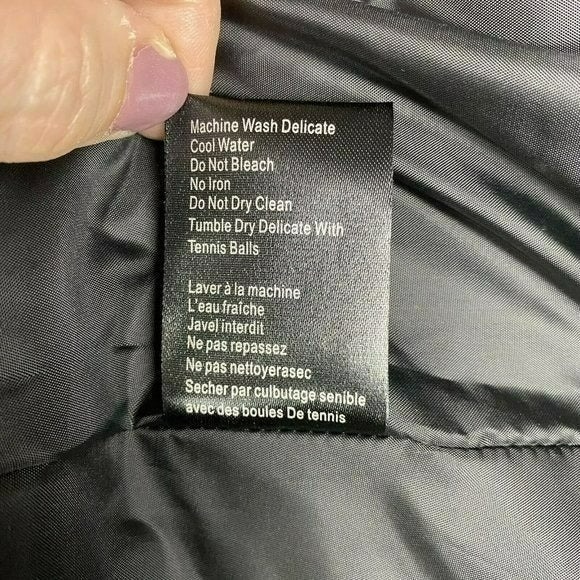 Machine Wash Delicate
Cool Water
Do Not Bleach
No Iron
Do Not Dry Clean
Tumble Dry Delicate With
Tennis Balls
Laver à la machine
L'eau fraîche
Javel interdit
Ne pas repassez
Ne pas nettoyerasec
Secher par culbutage senible
avec des boules De tennis